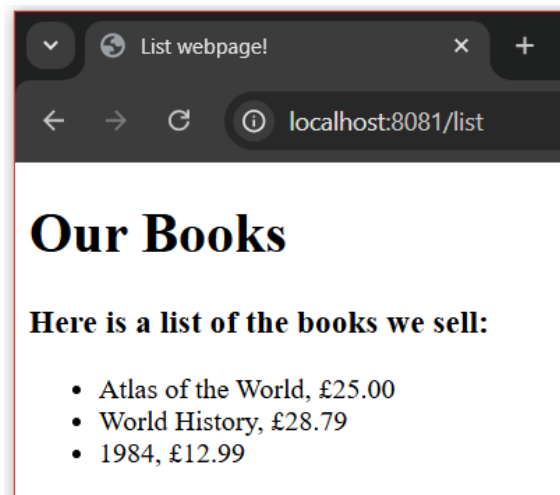 List webpage!
localhost:8081/list
Our Books
Here is a list of the books we sell:
Atlas of the World, £25.00
World History, £28.79
1984, £12.99